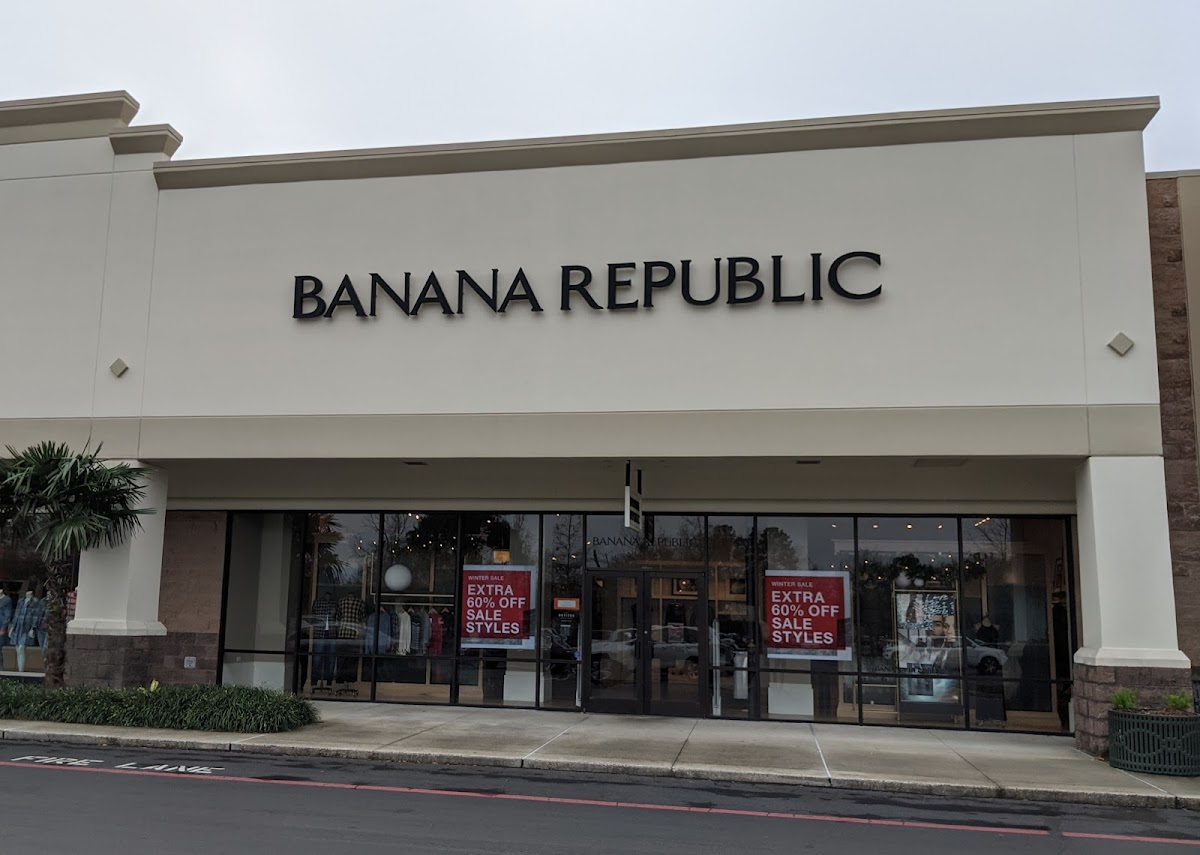 BANANA REPUBLIC
BANANA REPUBLIC
WINTER SALE
EXTRA
60% OFF
SALE
STYLES
WINTER SALE
EXTRA
60% OFF
SALE
STYLES
FIRE LANE